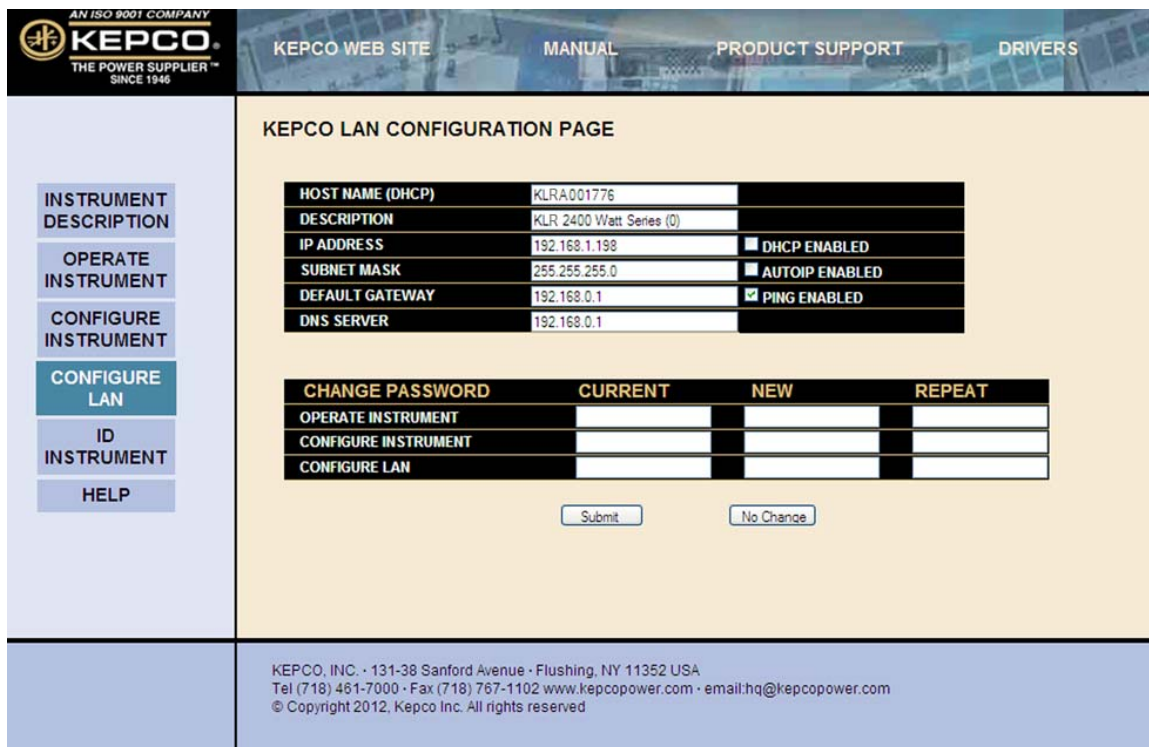 AN ISO 9001 COMPANY
KEPCO®
THE POWER SUPPLIER™
SINCE 1946
KEPCO WEB SITE MANUAL PRODUCT SUPPORT DRIVERS
INSTRUMENT
DESCRIPTION
OPERATE
INSTRUMENT
CONFIGURE
INSTRUMENT
CONFIGURE
LAN
ID
INSTRUMENT
HELP
KEPCO LAN CONFIGURATION PAGE
HOST NAME (DHCP) KLRA001776
DESCRIPTION KLR 2400 Watt Series (0)
IP ADDRESS 192.168.1.198 DHCP ENABLED
SUBNET MASK 255.255.255.0 AUTOIP ENABLED
DEFAULT GATEWAY 192.168.0.1 PING ENABLED
DNS SERVER 192.168.0.1
CHANGE PASSWORD CURRENT NEW REPEAT
OPERATE INSTRUMENT
CONFIGURE INSTRUMENT
CONFIGURE LAN
Submit No Change
KEPCO, INC. · 131-38 Sanford Avenue · Flushing, NY 11352 USA
Tel (718) 461-7000 · Fax (718) 767-1102 www.kepcopower.com · email:hq@kepcopower.com
© Copyright 2012, Kepco Inc. All rights reserved